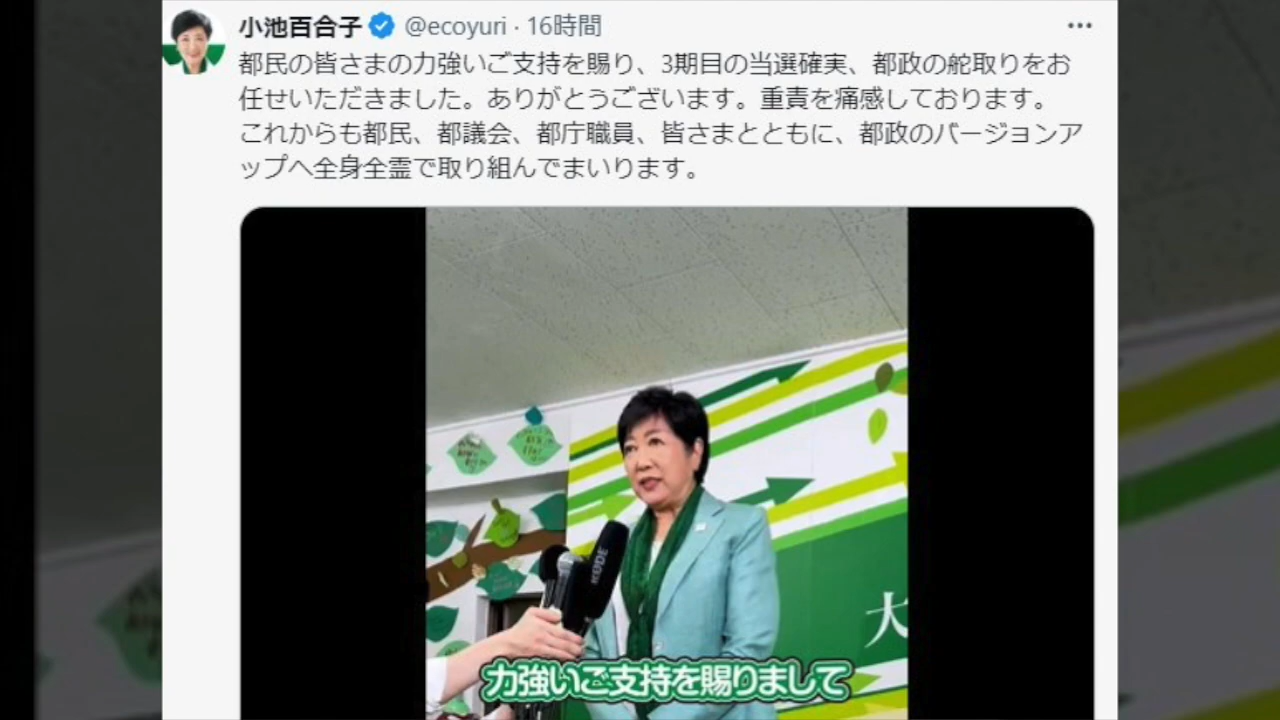 小池百合子 @ecoyuri · 16時間
都民の皆さまの力強いご支持を賜り、3期目の当選確実、都政の舵取りをお
任せいただきました。ありがとうございます。重責を痛感しております。
これからも都民、都議会、都庁職員、皆さまとともに、都政のバージョンア
ップへ全身全霊で取り組んでまいります。
RODE
大
力強いご支持を賜りまして